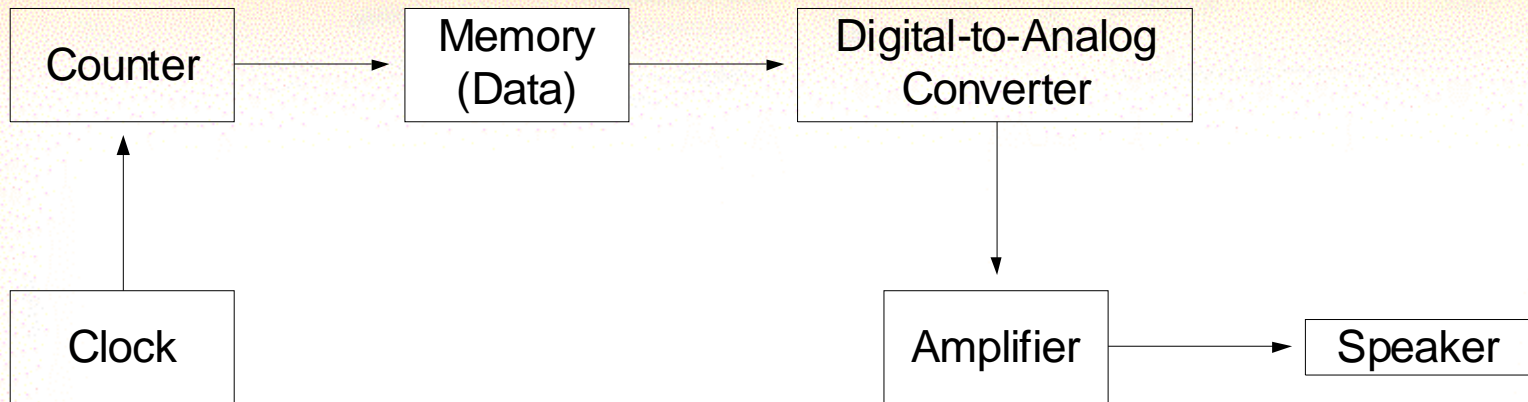 Counter
Memory
(Data)
Digital-to-Analog
Converter
Clock
Amplifier
Speaker